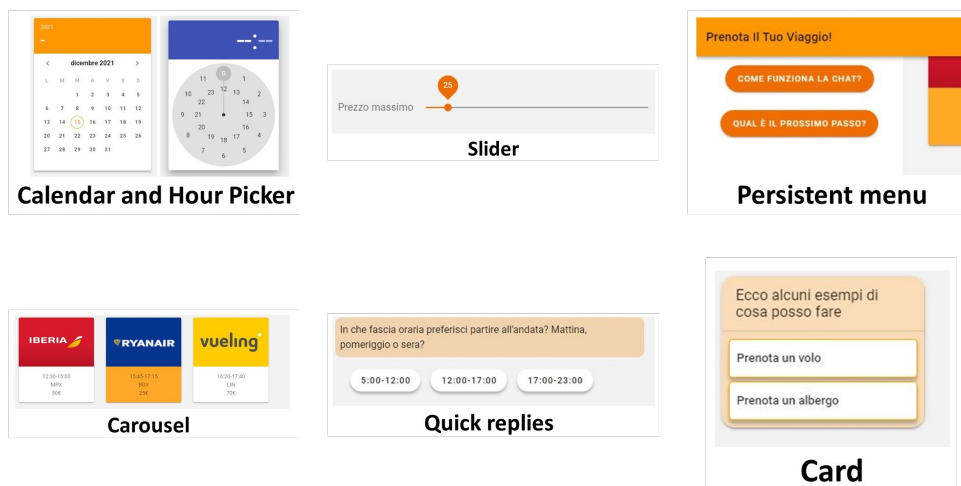 2021
-
< dicembre 2021 >
L M M G V S D
1 2 3 4 5
6 7 8 9 10 11 12
13 14 15 16 17 18 19
20 21 22 23 24 25 26
27 28 29 30 31
--:--
0
11 1
23 12 13
10 2
22 14
9 21 15 3
20 16
8 4
19 18 17
7 5
6
Calendar and Hour Picker
25
Prezzo massimo
Slider
Prenota Il Tuo Viaggio!
COME FUNZIONA LA CHAT?
QUAL È IL PROSSIMO PASSO?
Persistent menu
IBERIA
12:30-15:00
MPX
50€
RYANAIR
15:45-17:15
BGY
25€
vueling
16:20-17:40
LIN
70€
Carousel
In che fascia oraria preferisci partire all'andata? Mattina,
pomeriggio o sera?
5:00-12:00 12:00-17:00 17:00-23:00
Quick replies
Ecco alcuni esempi di
cosa posso fare
Prenota un volo
Prenota un albergo
Card